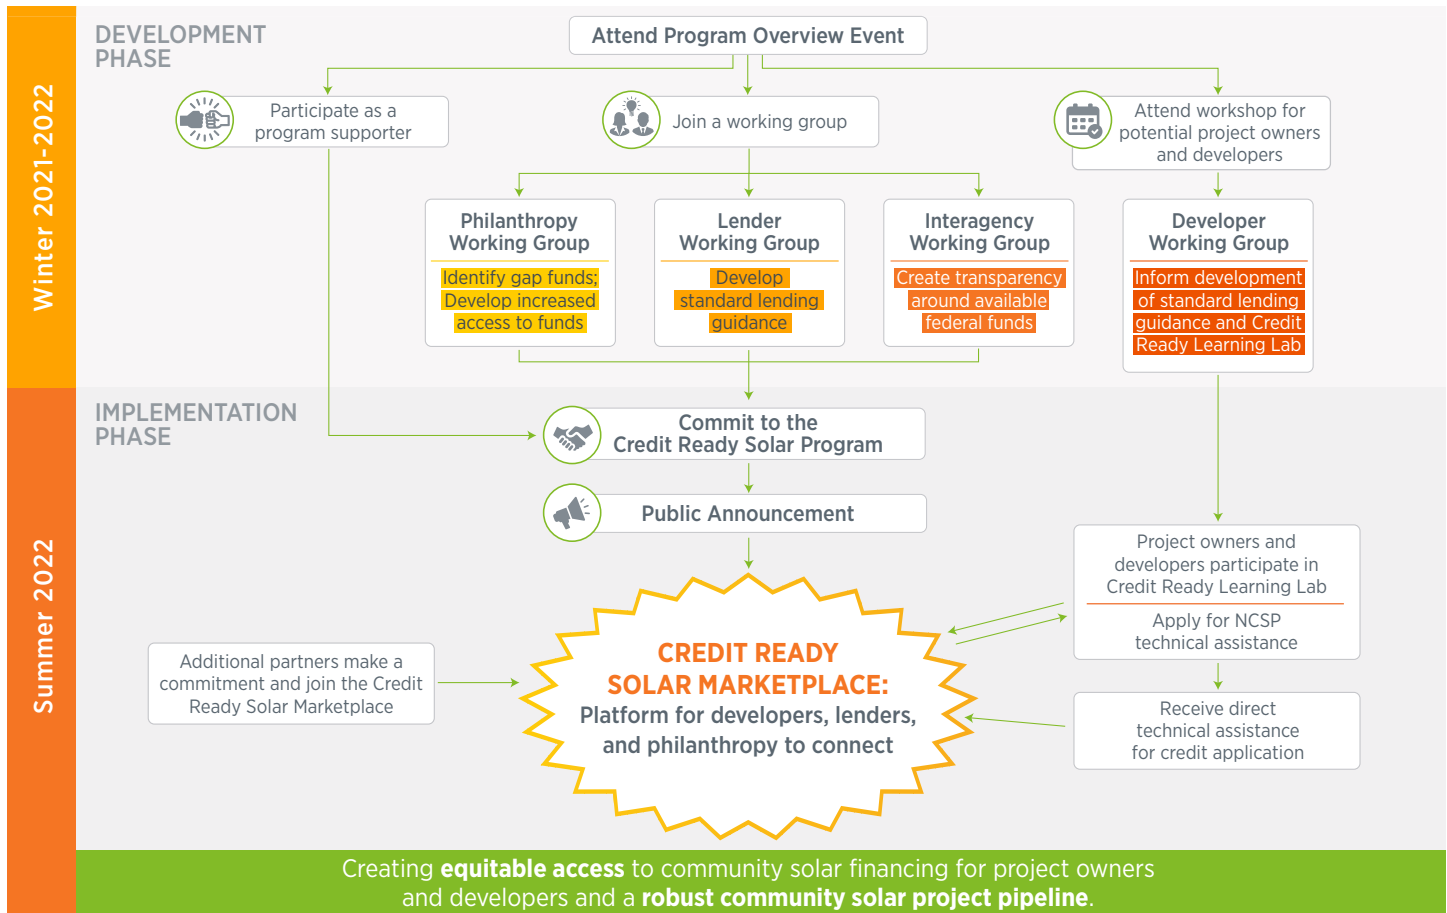 DEVELOPMENT
PHASE
Winter 2021-2022
Attend Program Overview Event
Participate as a
program supporter
Join a working group
Attend workshop for
potential project owners
and developers
Philanthropy
Working Group
Identify gap funds;
Develop increased
access to funds
Lender
Working Group
Develop
standard lending
guidance
Interagency
Working Group
Create transparency
around available
federal funds
Developer
Working Group
Inform development
of standard lending
guidance and Credit
Ready Learning Lab
IMPLEMENTATION
PHASE
Summer 2022
Commit to the
Credit Ready Solar Program
Public Announcement
Project owners and
developers participate in
Credit Ready Learning Lab
Apply for NCSP
technical assistance
Additional partners make a
commitment and join the Credit
Ready Solar Marketplace
CREDIT READY
SOLAR MARKETPLACE:
Platform for developers, lenders,
and philanthropy to connect
Receive direct
technical assistance
for credit application
Creating equitable access to community solar financing for project owners
and developers and a robust community solar project pipeline.